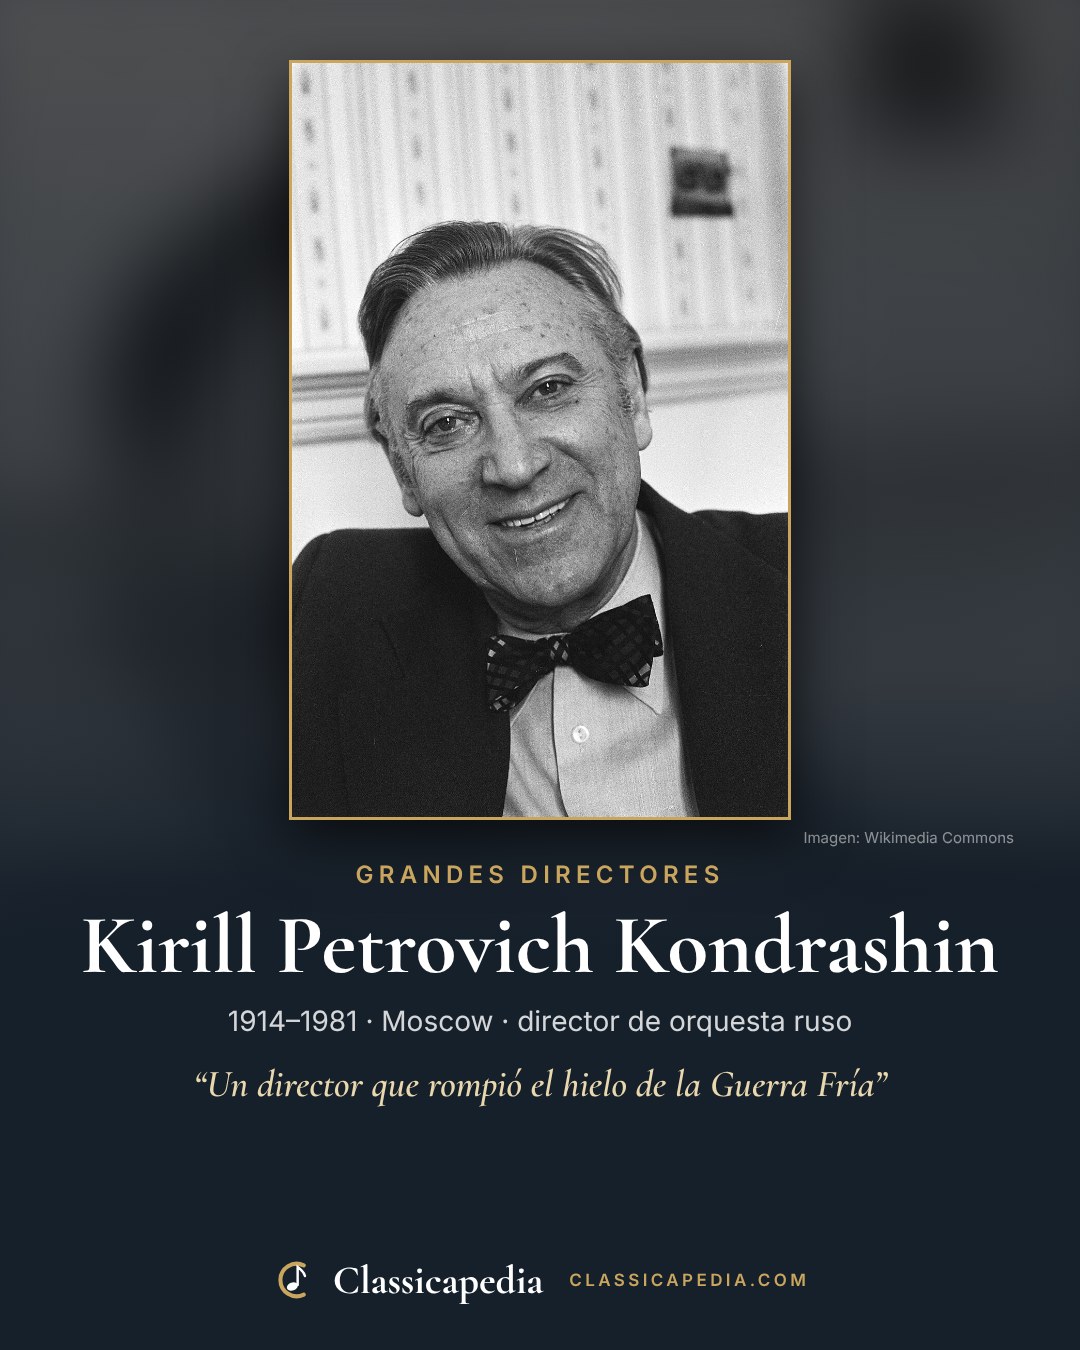 Imagen: Wikimedia Commons
GRANDES DIRECTORES
Kirill Petrovich Kondrashin
1914–1981 · Moscow · director de orquesta ruso
“Un director que rompió el hielo de la Guerra Fría”
Classicapedia CLASSICAPEDIA.COM